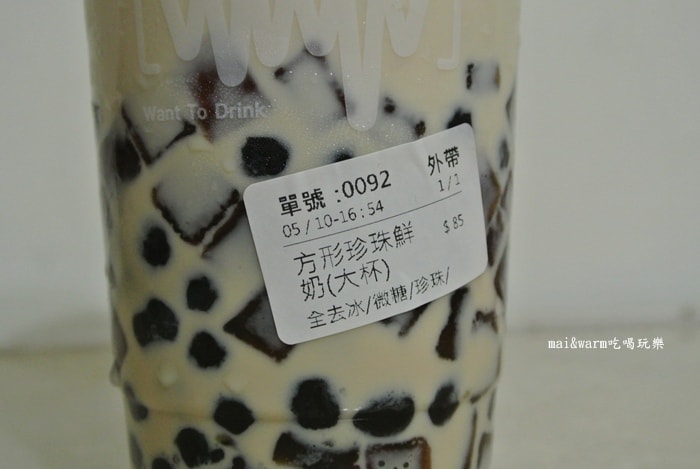 Want To Drink
單號:0092 外帶
05/10-16:54 1/1
方形珍珠鮮 $85
奶(大杯)
全去冰/微糖/珍珠/
mai&warm吃喝玩樂